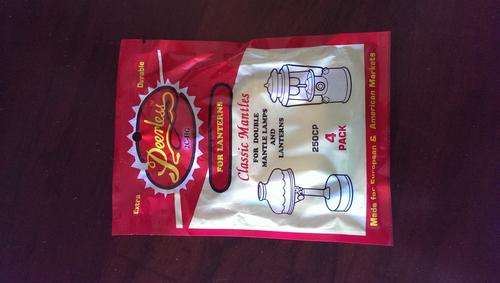 Extra Durable
Peerless
FOR LANTERNS
Classic Mantles
FOR DOUBLE
MANTLE LAMPS
AND
LANTERNS
250CP
4
PACK
Made for European & American Markets